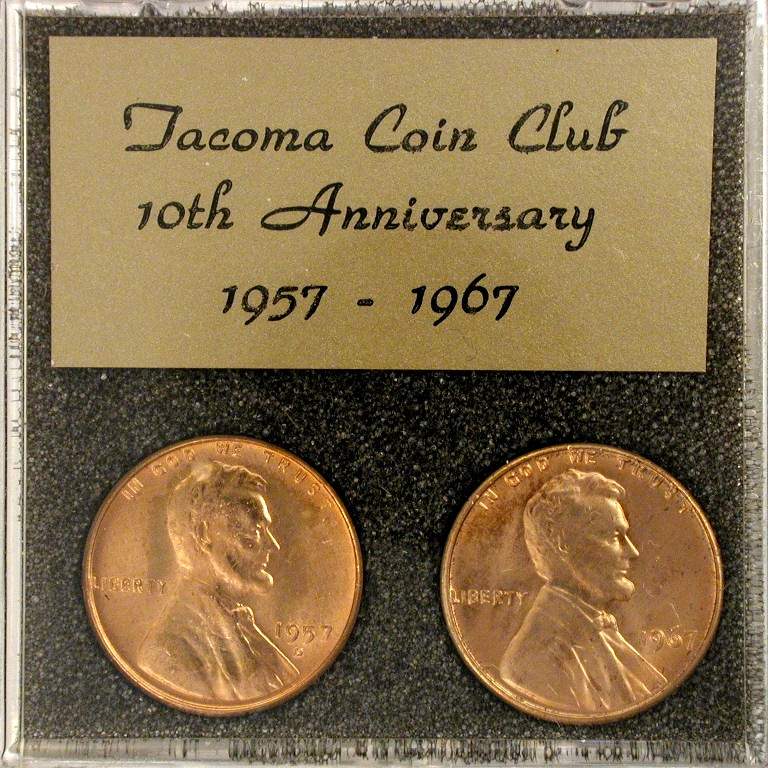 Tacoma Coin Club
10th Anniversary
1957 - 1967
IN GOD WE TRUST
LIBERTY
1957
D
IN GOD WE TRUST
LIBERTY
1967